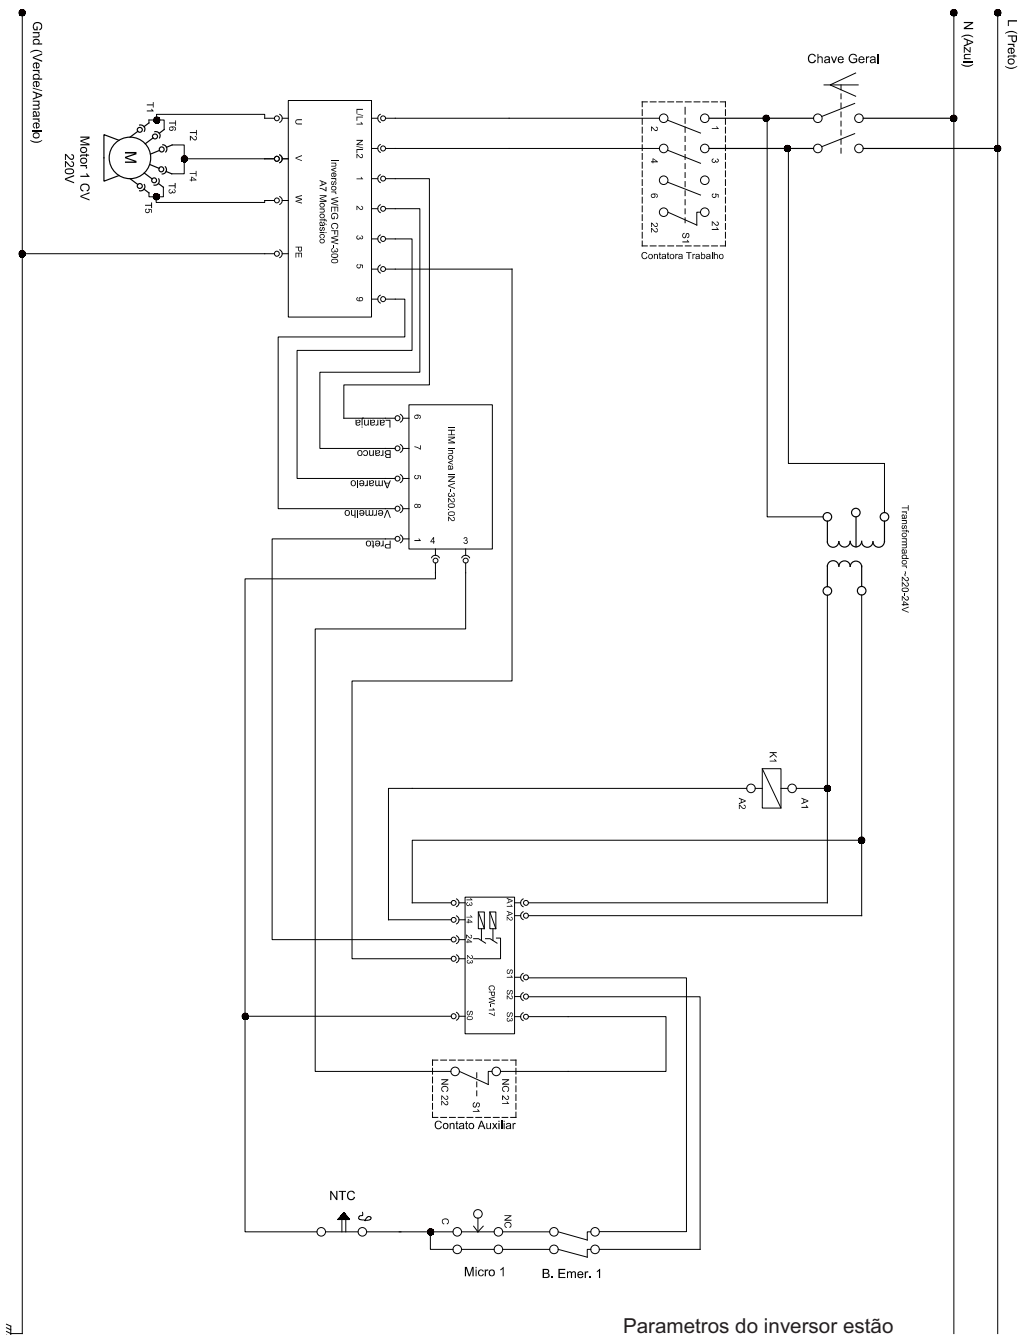 L (Preto)
N (Azul)
Gnd (Verde/Amarelo)
Chave Geral
T1
T6
T2
T4
T3
T5
M
Motor 1 CV
220V
U
V
W
PE
Inversor WEG CFW-300
A7 Monofásico
L/L1
N/L2
1
2
3
5
9
2
1
4
3
6
5
22
21
S1
Contatora Trabalho
Laranja
Branco
Amarelo
Vermelho
Preto
6
7
5
8
1
4
3
IHM Inova INV-320.02
Transformador ~220-24V
K1
A2
A1
13
14
24
23
S0
A1
A2
S1
S2
S3
CPW-17
NC 22
NC 21
S1
Contato Auxiliar
NTC
C
NC
Micro 1
B. Emer. 1
Parametros do inversor estão